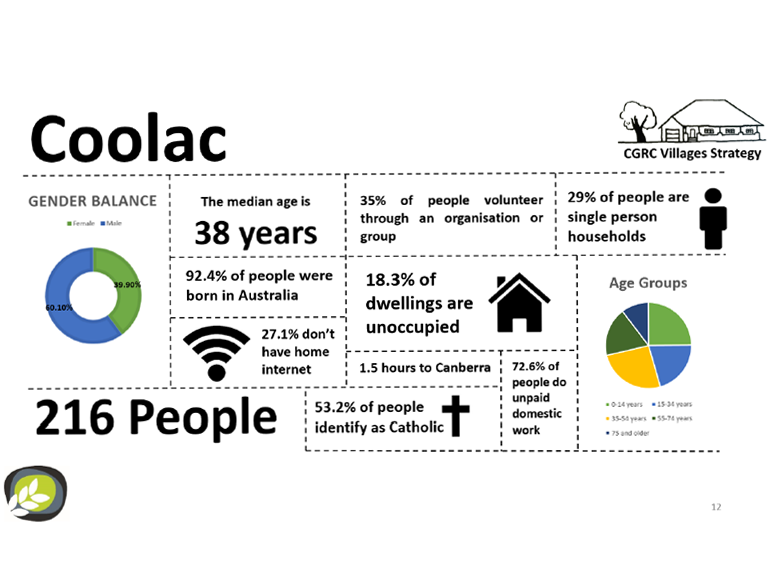 Coolac
CGRC Villages Strategy
GENDER BALANCE
Female Male
39.90%
60.10%
The median age is
38 years
35% of people volunteer
through an organisation or
group
29% of people are
single person
households
92.4% of people were
born in Australia
18.3% of
dwellings are
unoccupied
Age Groups
0-14 years 15-34 years
35-54 years 55-74 years
75 and older
27.1% don't
have home
internet
1.5 hours to Canberra
72.6% of
people do
unpaid
domestic
work
216 People
53.2% of people
identify as Catholic
12